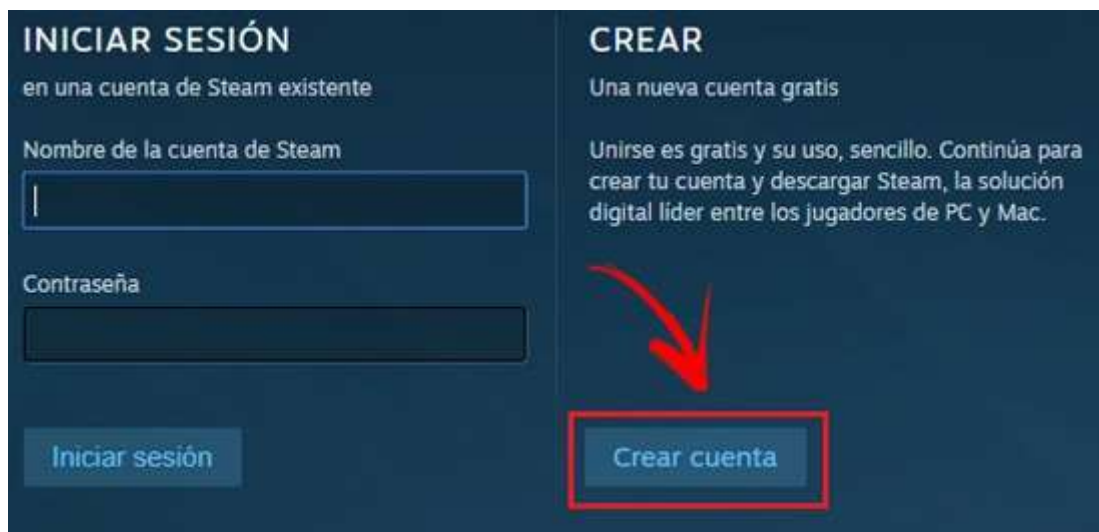 INICIAR SESIÓN
en una cuenta de Steam existente
Nombre de la cuenta de Steam
Contraseña
Iniciar sesión
CREAR
Una nueva cuenta gratis
Unirse es gratis y su uso, sencillo. Continúa para
crear tu cuenta y descargar Steam, la solución
digital líder entre los jugadores de PC y Mac.
Crear cuenta